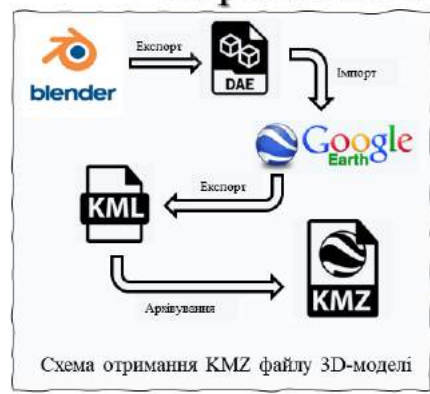 Експорт
blender
DAE
Імпорт
Google
Earth
Експорт
KML
KMZ
Архівування
Схема отримання KMZ файлу 3D-моделі